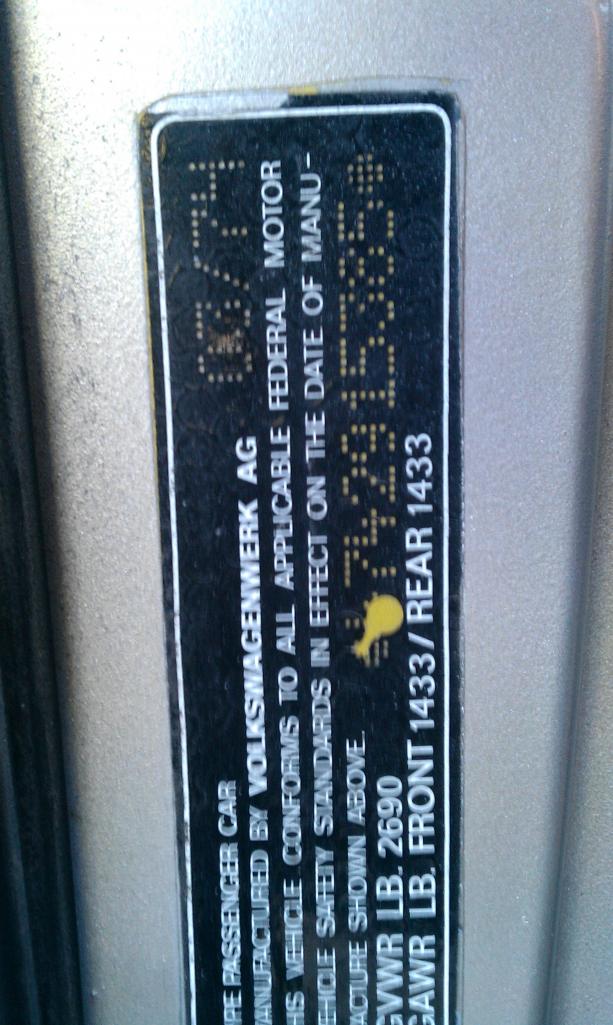 PE PASSENGER CAR 06/74
ANUFACTURED BY VOLKSWAGENWERK AG
HIS VEHICLE CONFORMS TO ALL APPLICABLE FEDERAL MOTOR
EHICLE SAFETY STANDARDS IN EFFECT ON THE DATE OF MANU -
ACTURE SHOWN ABOVE. 742915385*
GVWR LB. 2690
GAWR LB. FRONT 1433 / REAR 1433